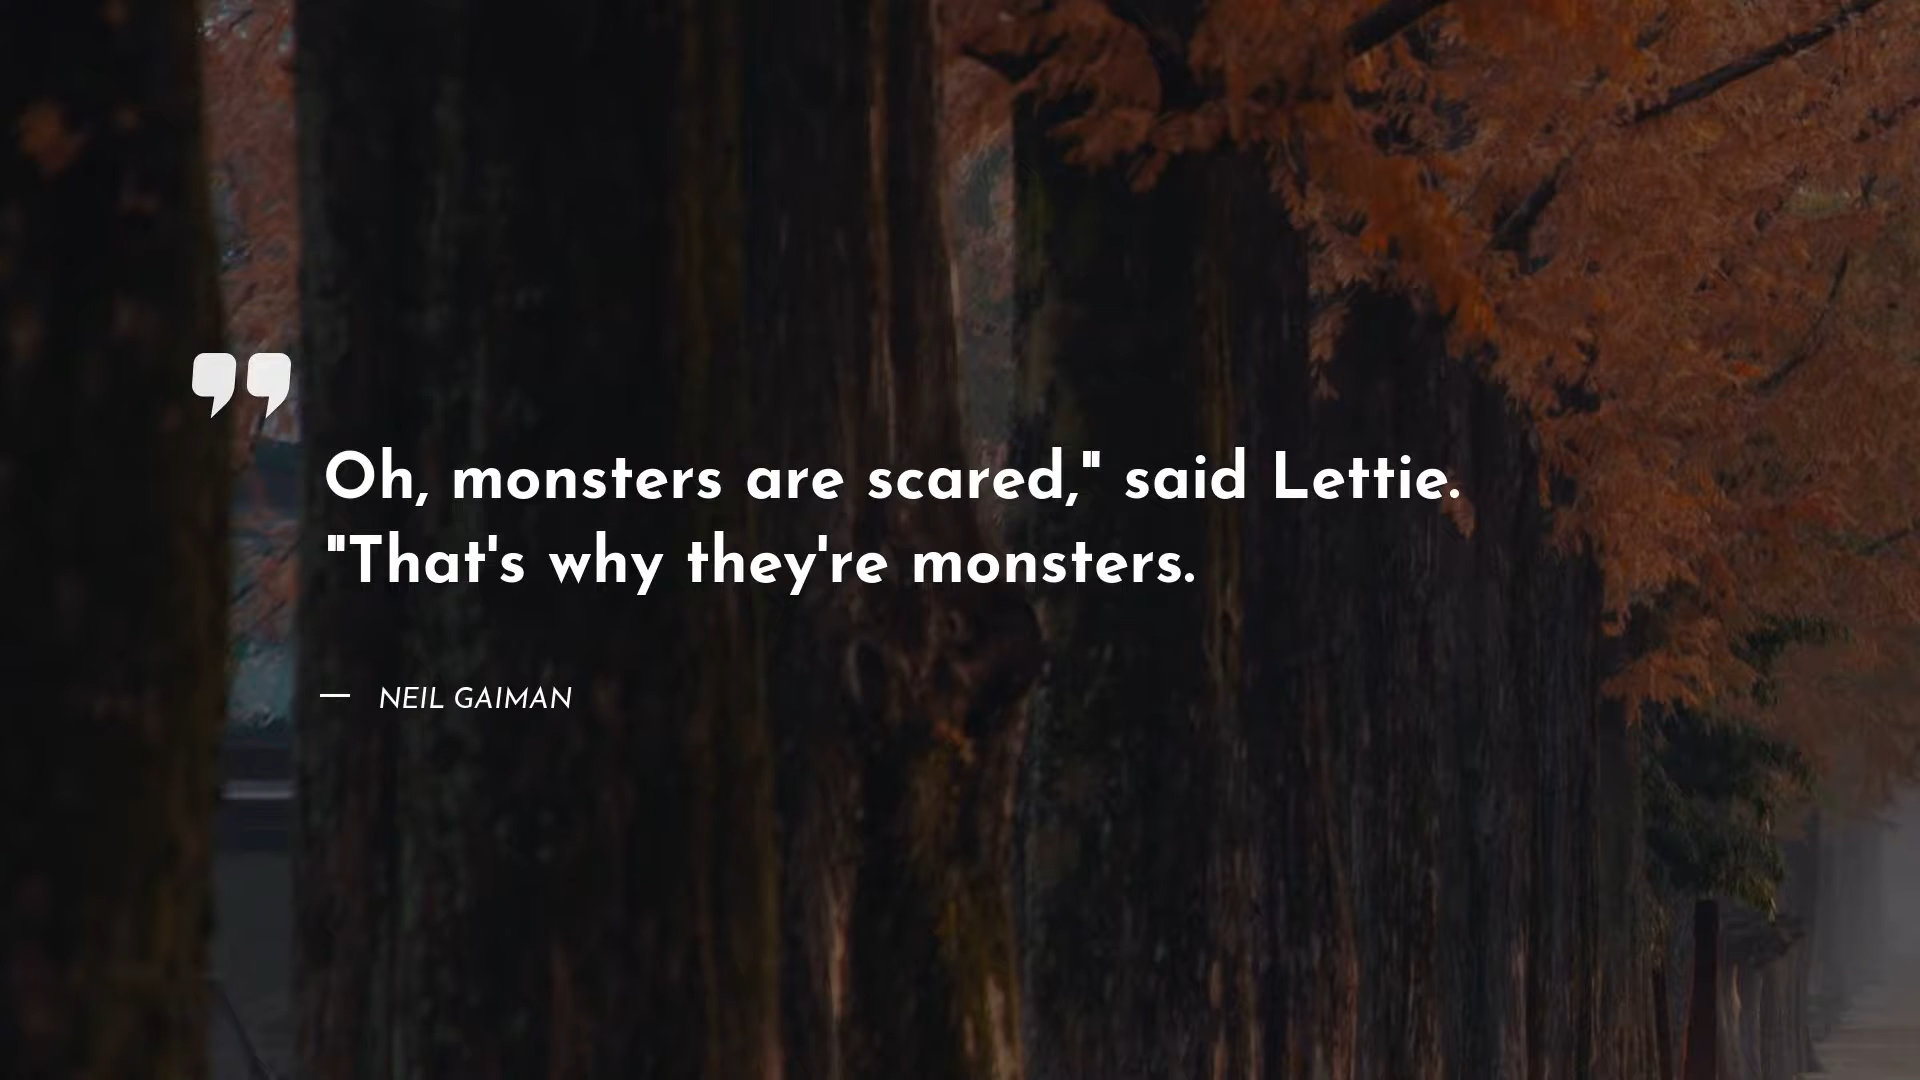 Oh, monsters are scared," said Lettie.
"That's why they're monsters.
— NEIL GAIMAN